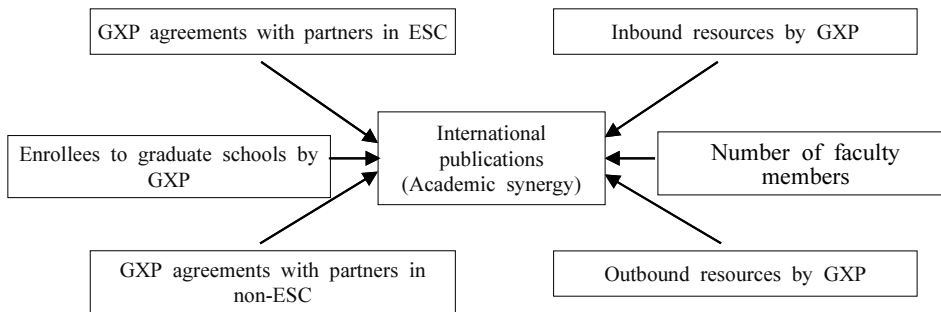 GXP agreements with partners in ESC
Inbound resources by GXP
Enrollees to graduate schools by
GXP
International
publications
(Academic synergy)
Number of faculty
members
GXP agreements with partners in
non-ESC
Outbound resources by GXP